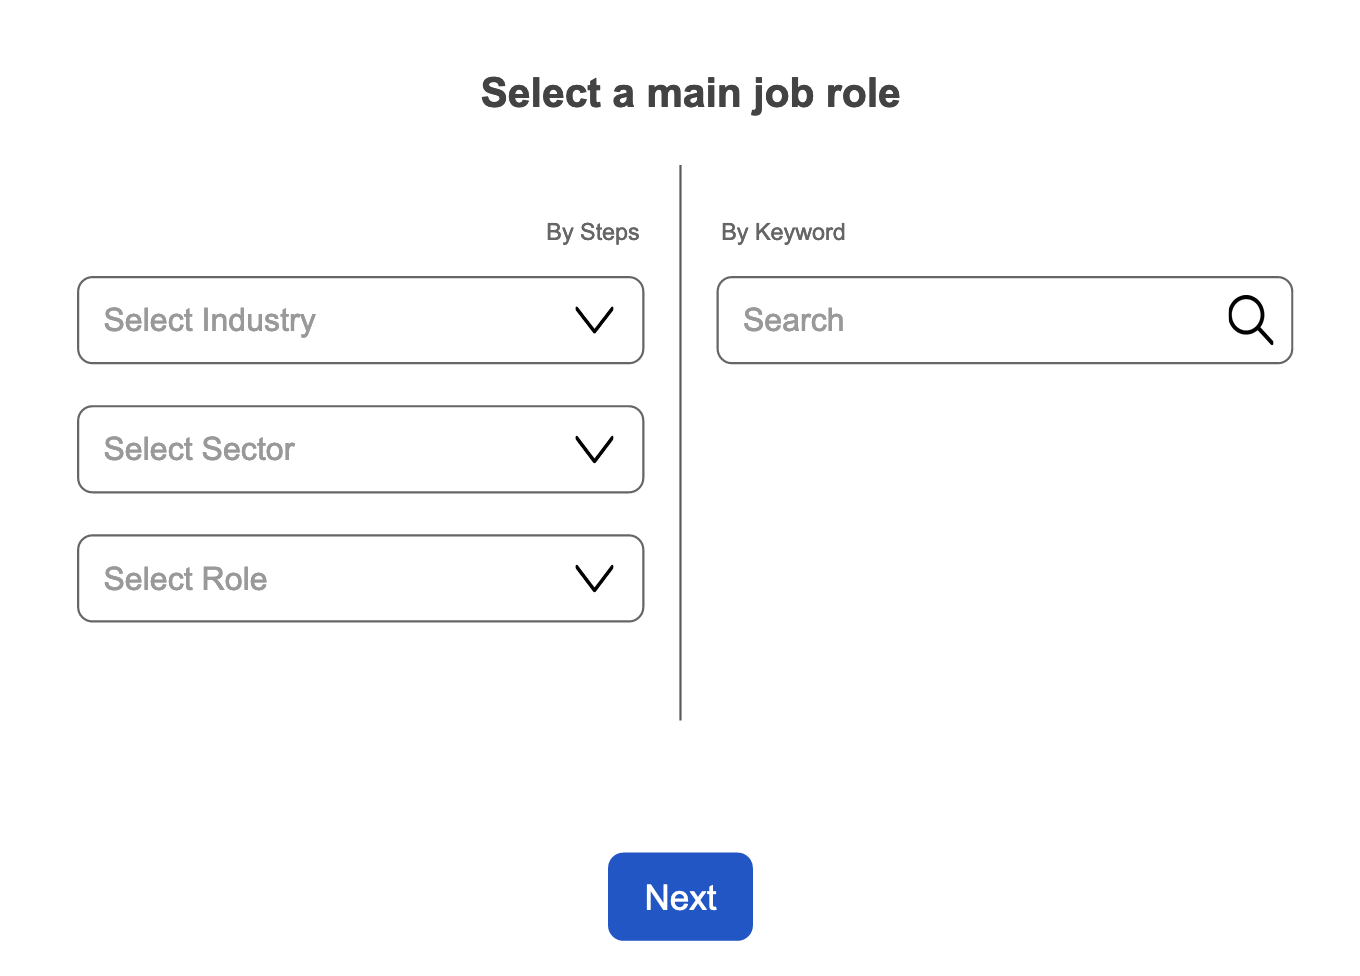 Select a main job role
By Steps
Select Industry
Select Sector
Select Role
By Keyword
Search
Next